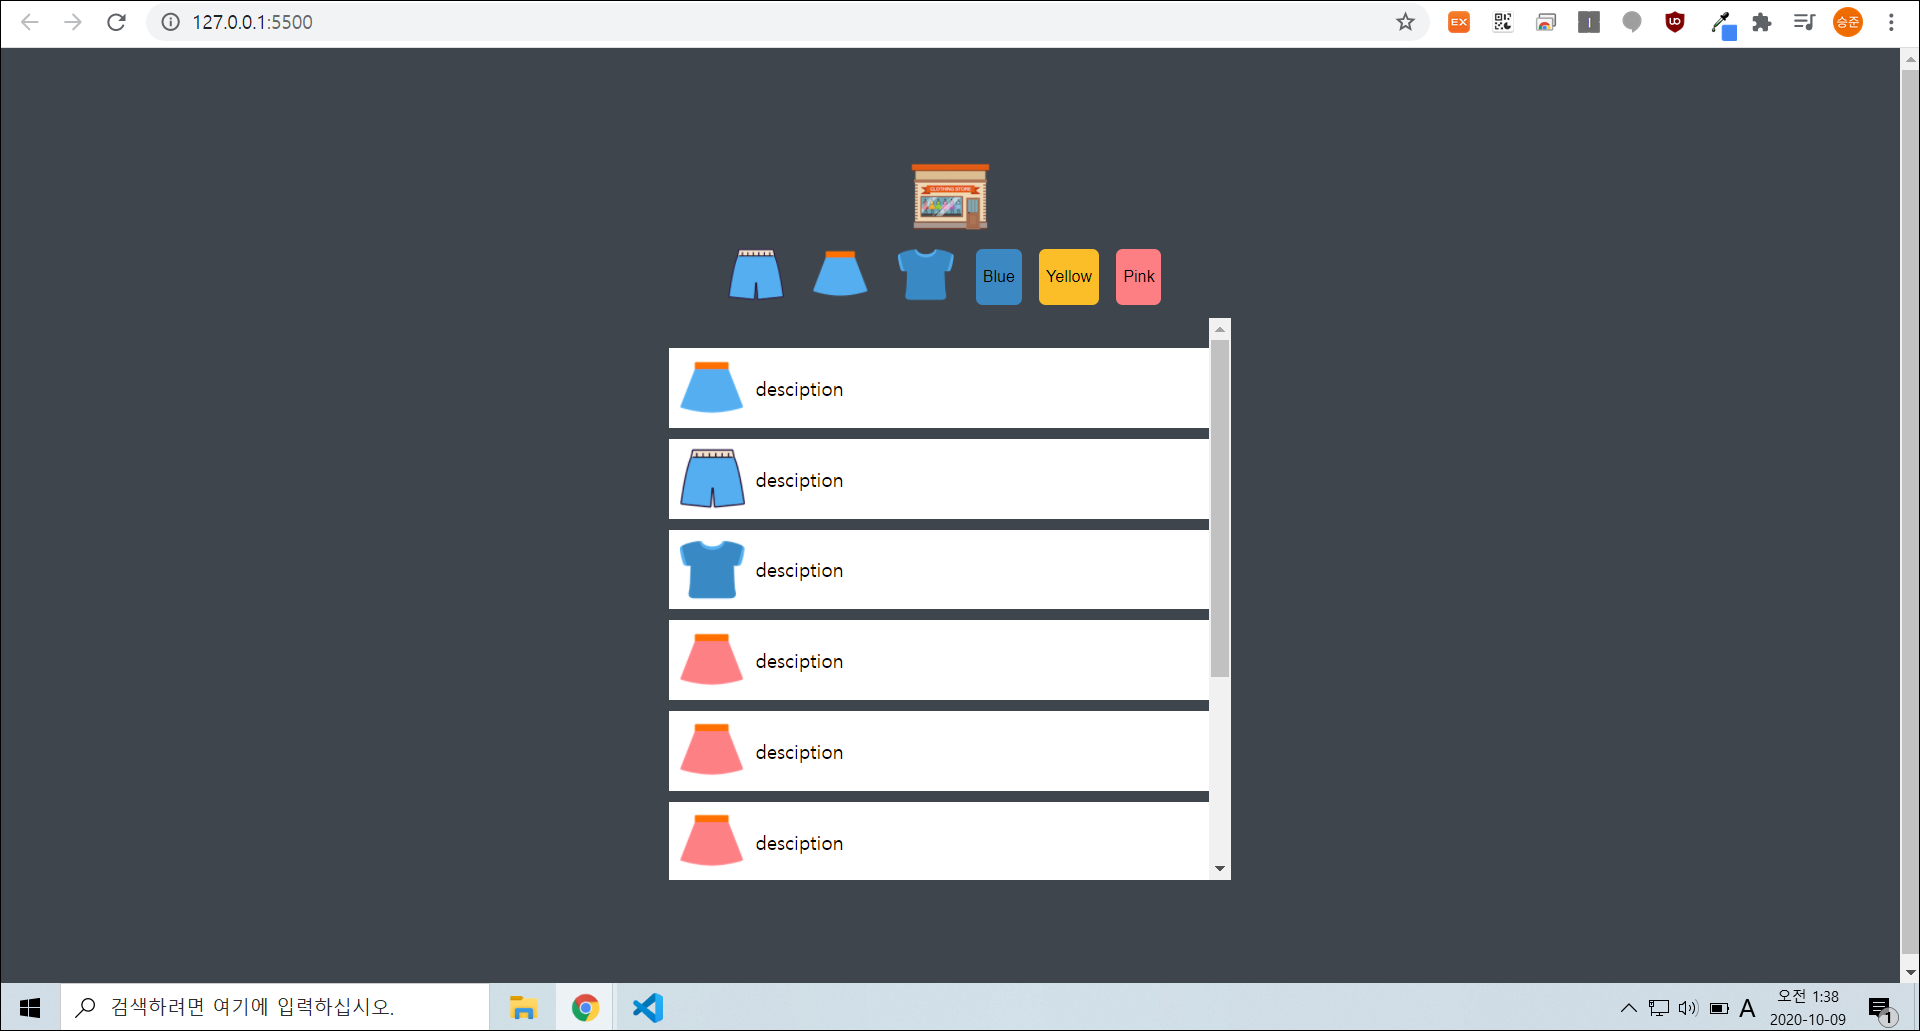 127.0.0.1:5500
EX
승준
CLOTHING STORE
Blue
Yellow
Pink
desciption
desciption
desciption
desciption
desciption
desciption
검색하려면 여기에 입력하십시오.
A
오전 1:38
2020-10-09
1